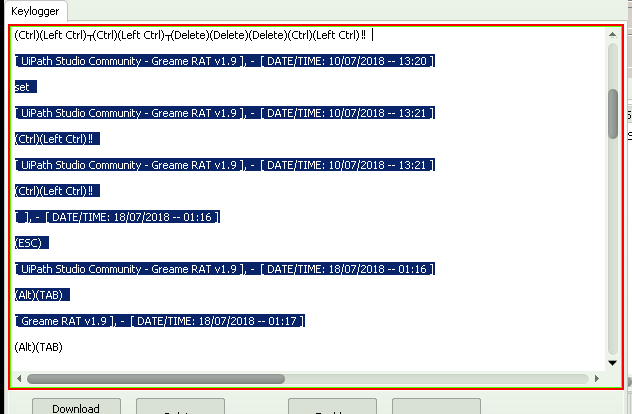 Keylogger
(Ctrl)(Left Ctrl)┬(Ctrl)(Left Ctrl)┬(Delete)(Delete)(Delete)(Ctrl)(Left Ctrl)‼
[ UiPath Studio Community - Greame RAT v1.9 ], - [ DATE/TIME: 10/07/2018 -- 13:20 ]
set
[ UiPath Studio Community - Greame RAT v1.9 ], - [ DATE/TIME: 10/07/2018 -- 13:21 ]
(Ctrl)(Left Ctrl)‼
[ UiPath Studio Community - Greame RAT v1.9 ], - [ DATE/TIME: 10/07/2018 -- 13:21 ]
(Ctrl)(Left Ctrl)‼
[  ], - [ DATE/TIME: 18/07/2018 -- 01:16 ]
(ESC)
[ UiPath Studio Community - Greame RAT v1.9 ], - [ DATE/TIME: 18/07/2018 -- 01:16 ]
(Alt)(TAB)
[ Greame RAT v1.9 ], - [ DATE/TIME: 18/07/2018 -- 01:17 ]
(Alt)(TAB)
Download